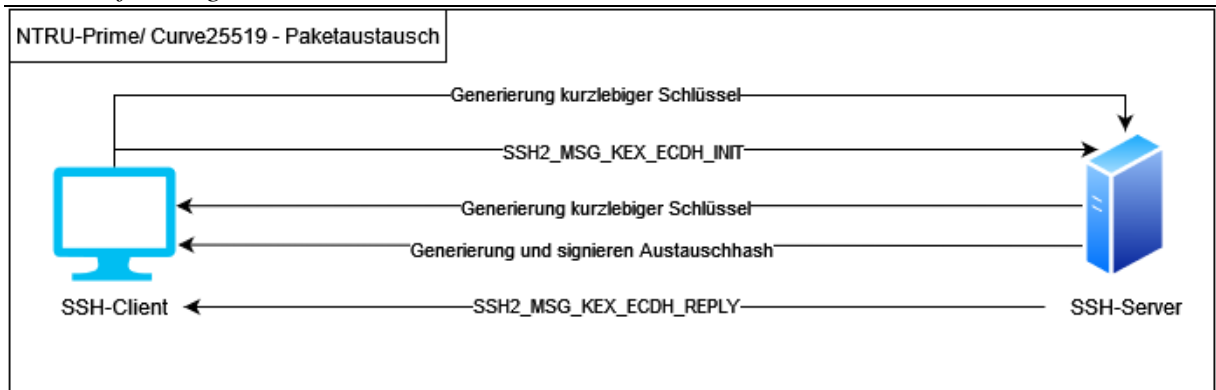 NTRU-Prime/ Curve25519 - Paketaustausch
Generierung kurzlebiger Schlüssel
SSH2_MSG_KEX_ECDH_INIT
Generierung kurzlebiger Schlüssel
Generierung und signieren Austauschhash
SSH-Client
SSH2_MSG_KEX_ECDH_REPLY
SSH-Server